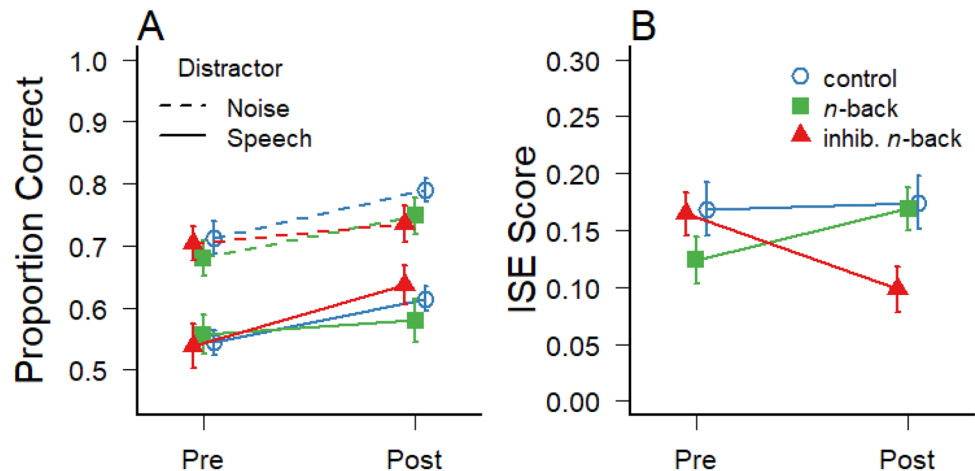 A
Proportion Correct
1.0
0.9
0.8
0.7
0.6
0.5
Distractor
Noise
Speech
Pre
Post
B
ISE Score
0.30
0.25
0.20
0.15
0.10
0.05
0.00
control
n-back
inhib. n-back
Pre
Post